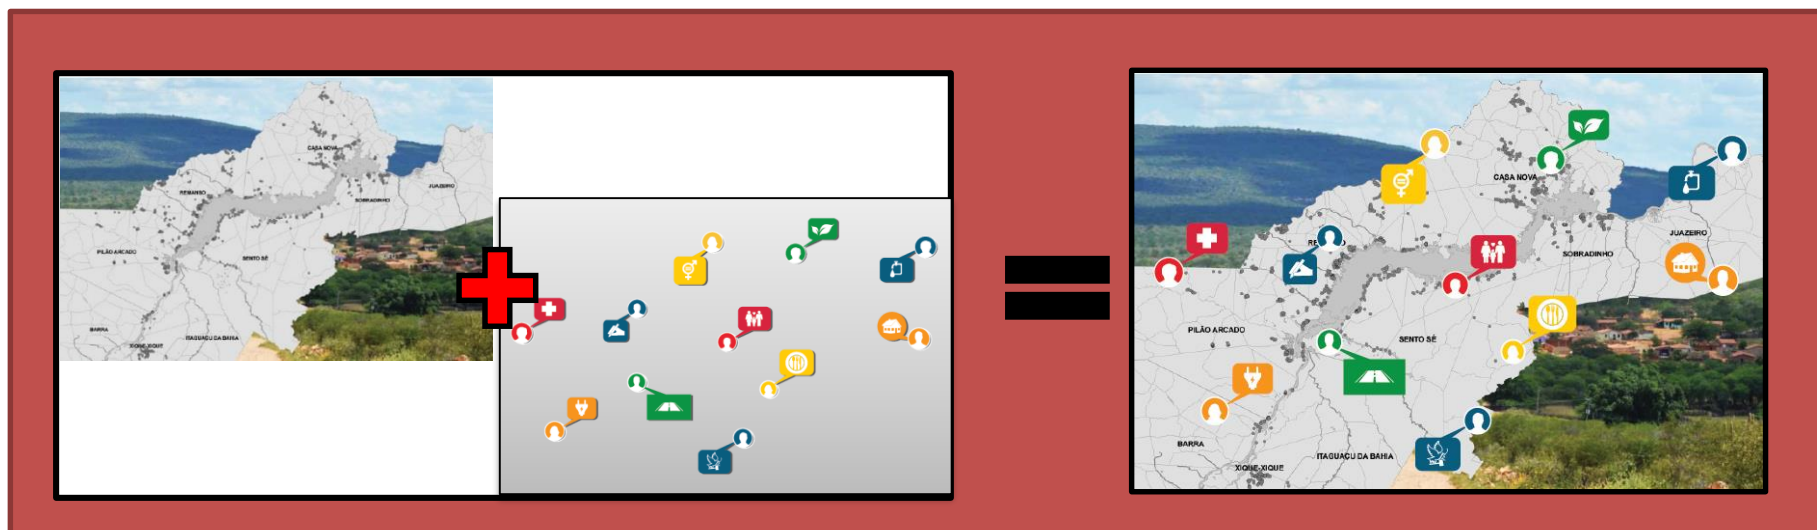 CASA NOVA
REMANSO
JUAZEIRO
SOBRADINHO
PILÃO ARCADO
SENTO SÉ
BARRA
ITAGUAÇU DA BAHIA
XIQUE-XIQUE
CASA NOVA
JUAZEIRO
SOBRADINHO
PILÃO ARCADO
SENTO SÉ
BARRA
ITAGUAÇU DA BAHIA
XIQUE-XIQUE